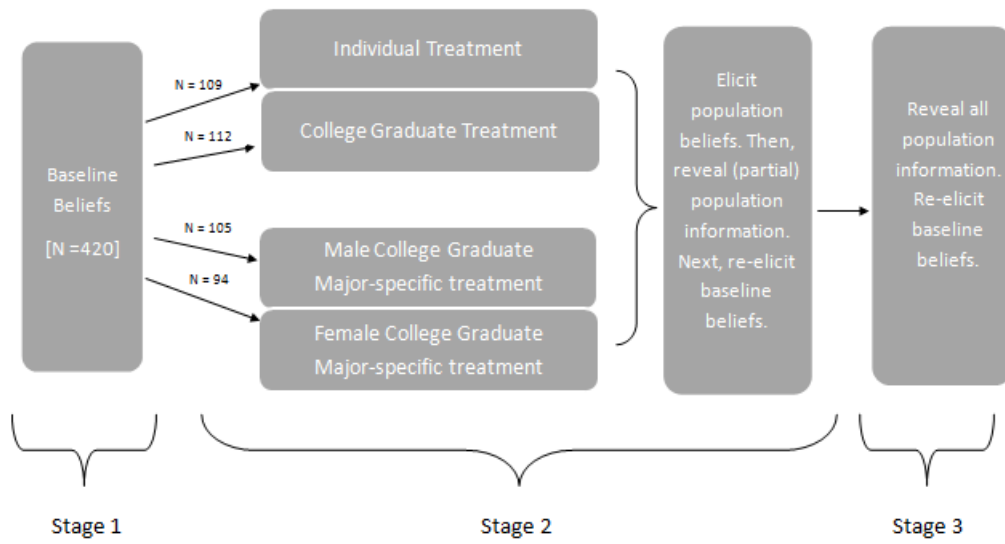 Baseline
Beliefs
[N =420]
N = 109
N = 112
N = 105
N = 94
Individual Treatment
College Graduate Treatment
Male College Graduate
Major-specific treatment
Female College Graduate
Major-specific treatment
Elicit
population
beliefs. Then,
reveal (partial)
population
information.
Next, re-elicit
baseline
beliefs.
Reveal all
population
information.
Re-elicit
baseline
beliefs.
Stage 1
Stage 2
Stage 3